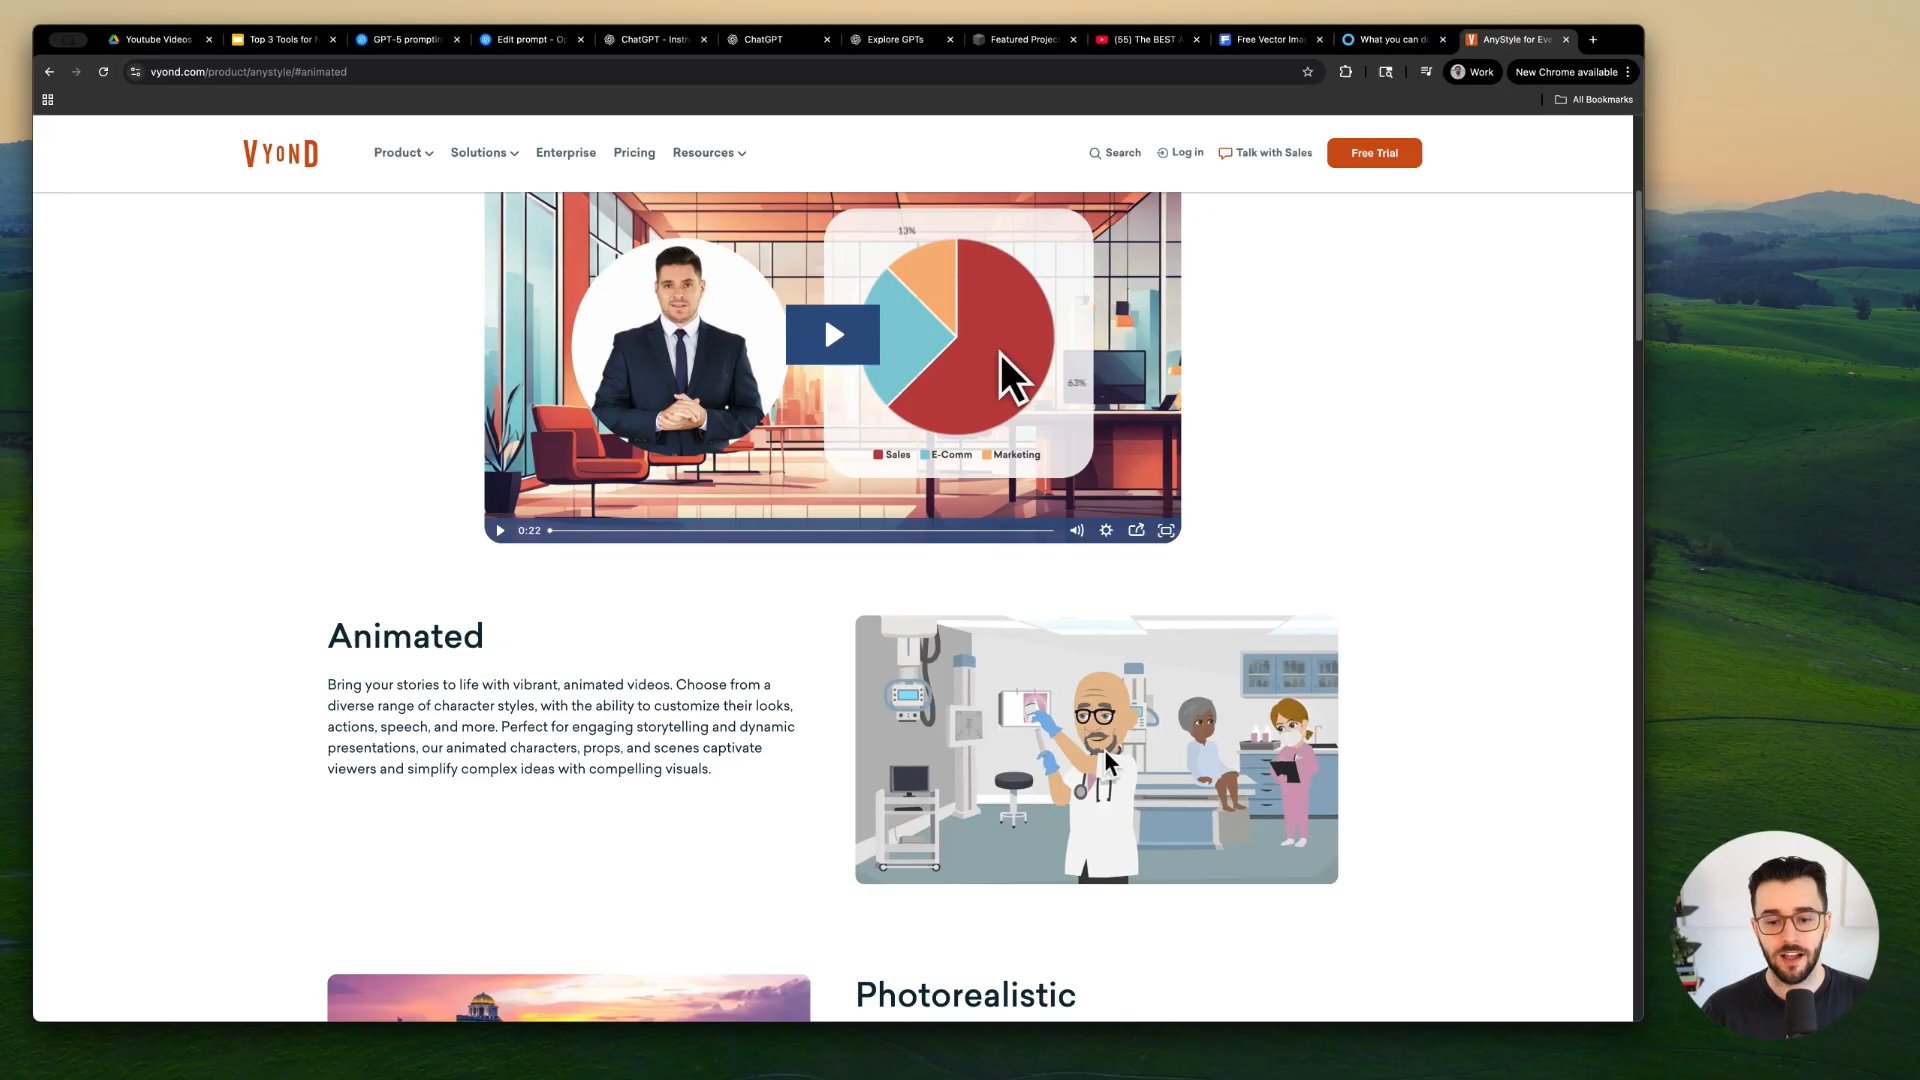 Youtube Videos
Top 3 Tools for
GPT-5 promptin
Edit prompt - Op
ChatGPT - Instr
ChatGPT
Explore GPTs
Featured Projec
(55) The BEST A
Free Vector Ima
What you can d
AnyStyle for Eve
vyond.com/product/anystyle/#animated
Work
New Chrome available
All Bookmarks
VYOND
Product
Solutions
Enterprise
Pricing
Resources
Search
Log in
Talk with Sales
Free Trial
13%
63%
Sales
E-Comm
Marketing
0:22
Animated
Bring your stories to life with vibrant, animated videos. Choose from a
diverse range of character styles, with the ability to customize their looks,
actions, speech, and more. Perfect for engaging storytelling and dynamic
presentations, our animated characters, props, and scenes captivate
viewers and simplify complex ideas with compelling visuals.
Photorealistic